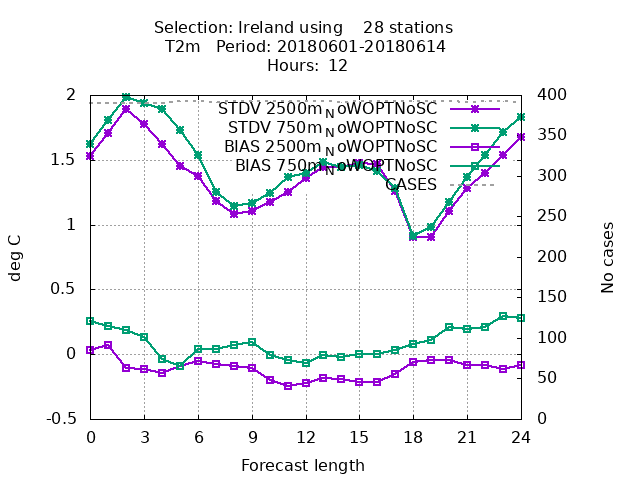 Selection: Ireland using    28 stations
T2m   Period: 20180601-20180614
Hours: 12
STDV 2500m_NoWOPTNoSC
STDV 750m_NoWOPTNoSC
BIAS 2500m_NoWOPTNoSC
BIAS 750m_NoWOPTNoSC
CASES
2
1.5
1
0.5
0
-0.5
deg C
400
350
300
250
200
150
100
50
0
No cases
0 3 6 9 12 15 18 21 24
Forecast length